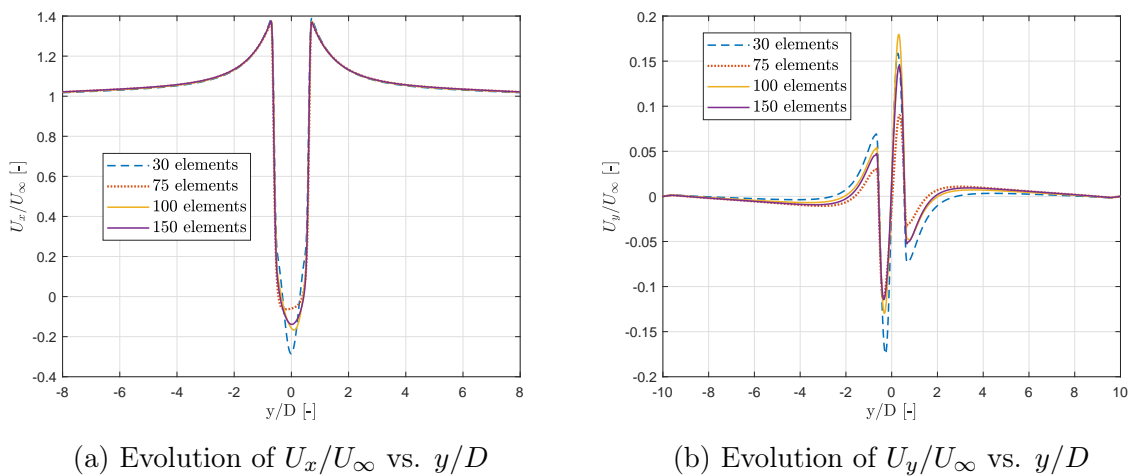 1.4
1.2
1
0.8
0.6
0.4
0.2
0
-0.2
-0.4
-8
-6
-4
-2
0
2
4
6
8
U_x/U_∞ [-]
y/D [-]
30 elements
75 elements
100 elements
150 elements
(a) Evolution of U_x/U_∞ vs. y/D
0.2
0.15
0.1
0.05
0
-0.05
-0.1
0.15
0.2
-10
-8
-6
-4
-2
0
2
4
6
8
10
U_y/U_∞ [-]
y/D [-]
30 elements
75 elements
100 elements
150 elements
(b) Evolution of U_y/U_∞ vs. y/D